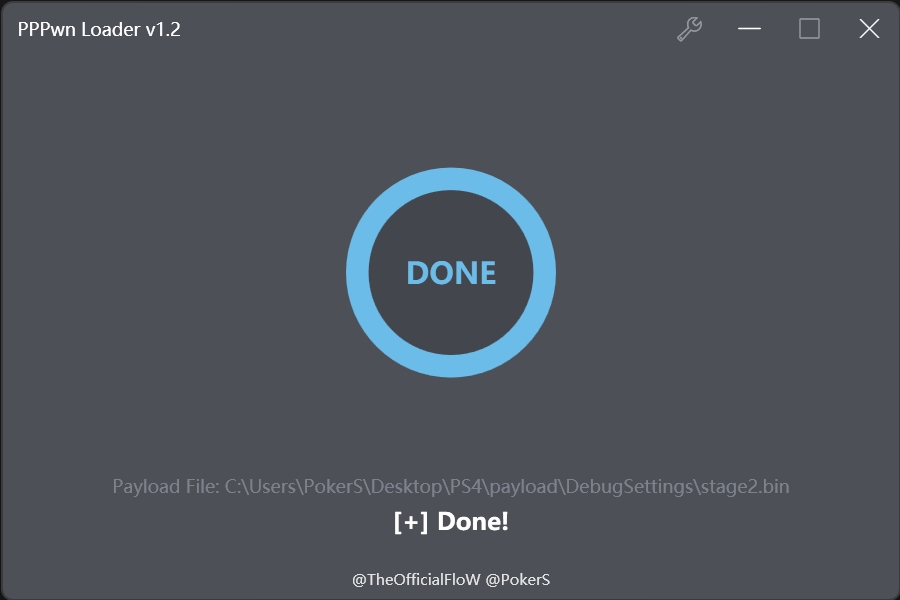 PPPwn Loader v1.2
DONE
Payload File: C:\Users\PokerS\Desktop\PS4\payload\DebugSettings\stage2.bin
[+] Done!
@TheOfficialFloW @PokerS